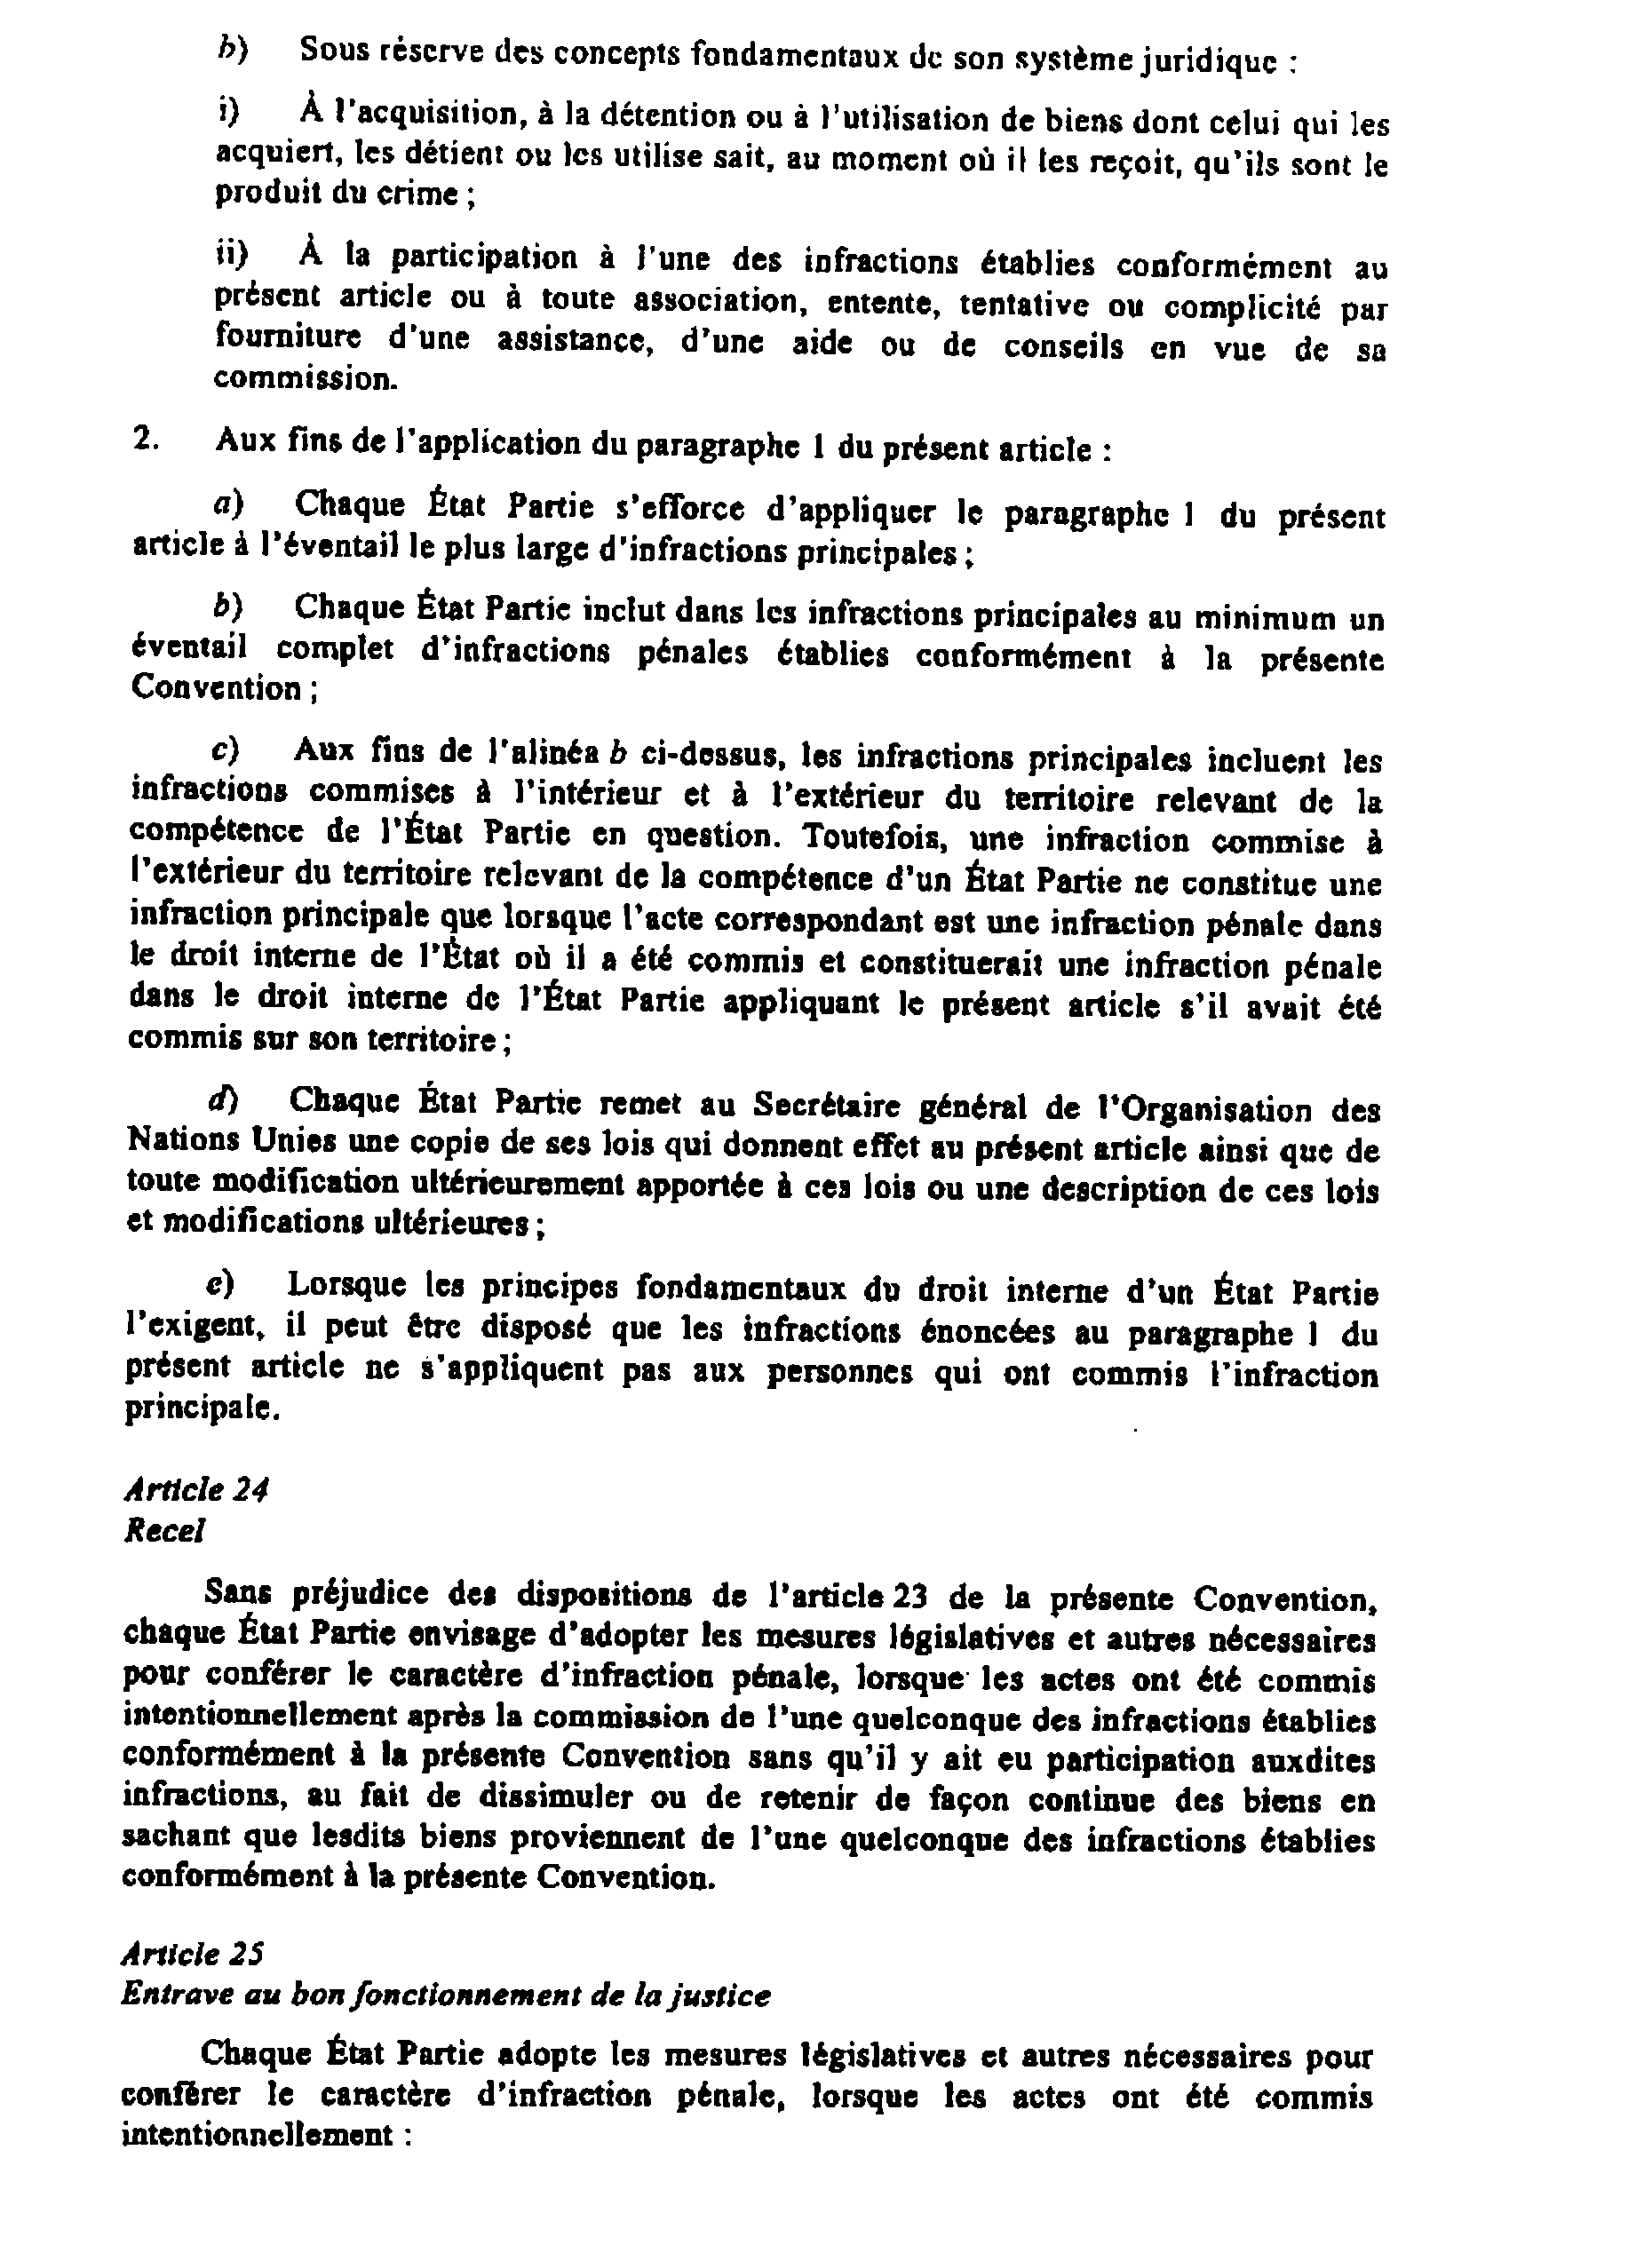 b) Sous réserve des concepts fondamentaux de son système juridique :
i) À l'acquisition, à la détention ou à l'utilisation de biens dont celui qui les
acquiert, les détient ou les utilise sait, au moment où il les reçoit, qu'ils sont le
produit du crime ;
ii) À la participation à l'une des infractions établies conformément au
présent article ou à toute association, entente, tentative ou complicité par
fourniture d'une assistance, d'une aide ou de conseils en vue de sa
commission.
2. Aux fins de l'application du paragraphe 1 du présent article :
a) Chaque État Partie s'efforce d'appliquer le paragraphe 1 du présent
article à l'éventail le plus large d'infractions principales ;
b) Chaque État Partie inclut dans les infractions principales au minimum un
éventail complet d'infractions pénales établies conformément à la présente
Convention ;
c) Aux fins de l'alinéa b ci-dessus, les infractions principales incluent les
infractions commises à l'intérieur et à l'extérieur du territoire relevant de la
compétence de l'État Partie en question. Toutefois, une infraction commise à
l'extérieur du territoire relevant de la compétence d'un État Partie ne constitue une
infraction principale que lorsque l'acte correspondant est une infraction pénale dans
le droit interne de l'État où il a été commis et constituerait une infraction pénale
dans le droit interne de l'État Partie appliquant le présent article s'il avait été
commis sur son territoire ;
d) Chaque État Partie remet au Secrétaire général de l'Organisation des
Nations Unies une copie de ses lois qui donnent effet au présent article ainsi que de
toute modification ultérieurement apportée à ces lois ou une description de ces lois
et modifications ultérieures ;
e) Lorsque les principes fondamentaux du droit interne d'un État Partie
l'exigent, il peut être disposé que les infractions énoncées au paragraphe 1 du
présent article ne s'appliquent pas aux personnes qui ont commis l'infraction
principale.
Article 24
Recel
Sans préjudice des dispositions de l'article 23 de la présente Convention,
chaque État Partie envisage d'adopter les mesures législatives et autres nécessaires
pour conférer le caractère d'infraction pénale, lorsque les actes ont été commis
intentionnellement après la commission de l'une quelconque des infractions établies
conformément à la présente Convention sans qu'il y ait eu participation auxdites
infractions, au fait de dissimuler ou de retenir de façon continue des biens en
sachant que lesdits biens proviennent de l'une quelconque des infractions établies
conformément à la présente Convention.
Article 25
Entrave au bon fonctionnement de la justice
Chaque État Partie adopte les mesures législatives et autres nécessaires pour
conférer le caractère d'infraction pénale, lorsque les actes ont été commis
intentionnellement :